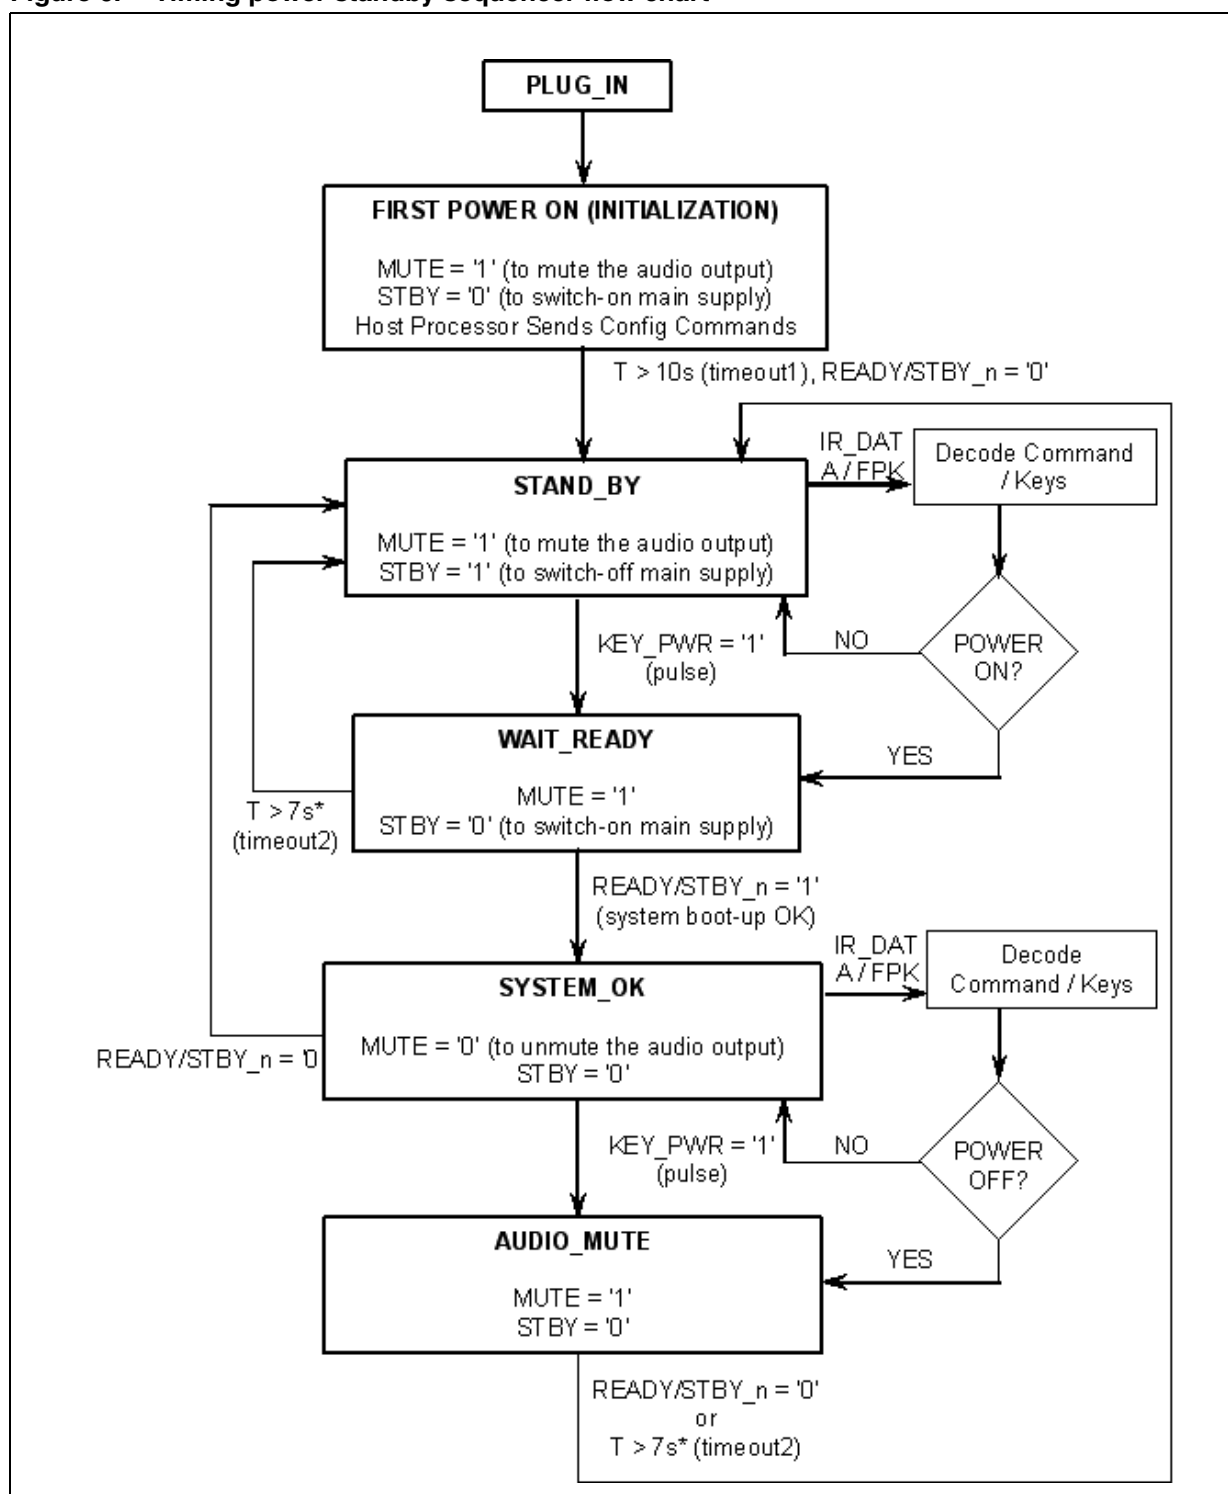 PLUG_IN
FIRST POWER ON (INITIALIZATION)
MUTE = '1' (to mute the audio output)
STBY = '0' (to switch-on main supply)
Host Processor Sends Config Commands
T > 10s (timeout1), READY/STBY_n = '0'
IR_DAT
A / FPK
Decode Command
/ Keys
STAND_BY
MUTE = '1' (to mute the audio output)
STBY = '1' (to switch-off main supply)
KEY_PWR = '1'
(pulse)
NO
POWER
ON?
YES
WAIT_READY
MUTE = '1'
STBY = '0' (to switch-on main supply)
T > 7s*
(timeout2)
READY/STBY_n = '1'
(system boot-up OK)
IR_DAT
A / FPK
Decode
Command / Keys
SYSTEM_OK
MUTE = '0' (to unmute the audio output)
STBY = '0'
READY/STBY_n = '0
KEY_PWR = '1'
(pulse)
NO
POWER
OFF?
YES
AUDIO_MUTE
MUTE = '1'
STBY = '0'
READY/STBY_n = '0'
or
T > 7s* (timeout2)